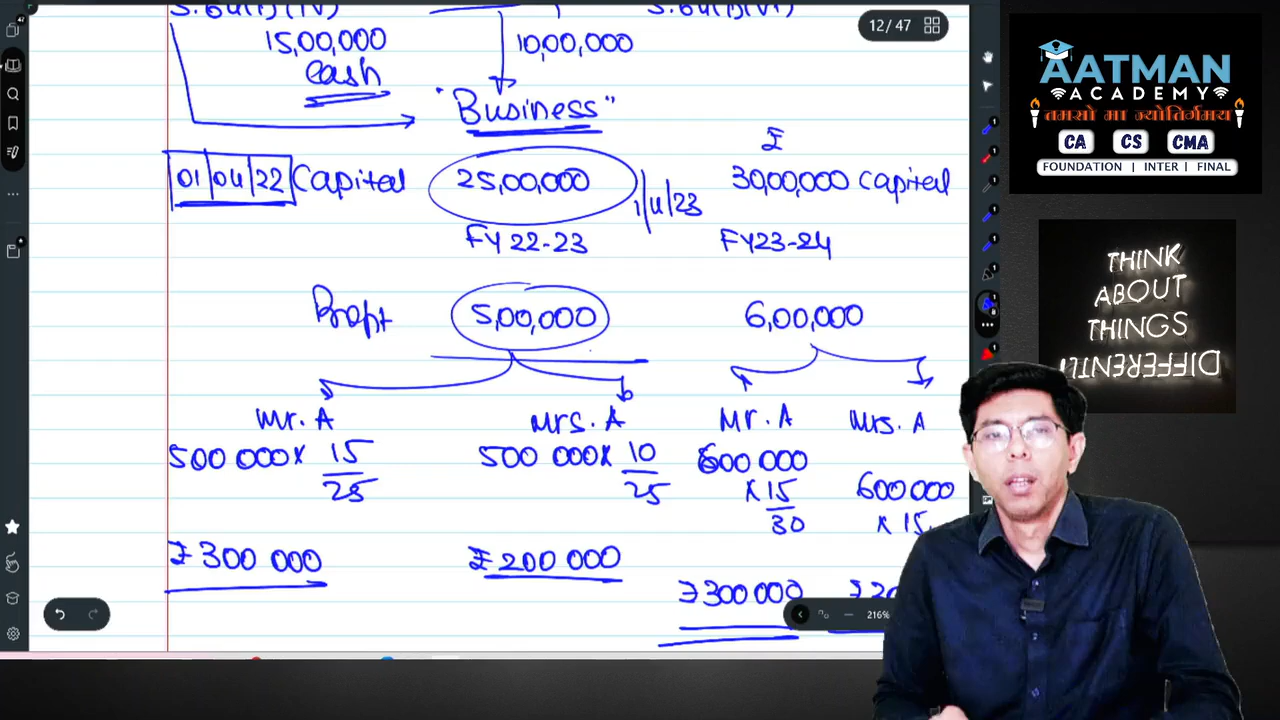 12/47
15,00,000
10,00,000
Cash
"Business"
₹
01/04/22 Capital 25,00,000 1/4/23 30,00,000 Capital
FY 22-23 FY23-24
Profit 5,00,000 6,00,000
Mr. A Mrs. A Mr. A Mrs. A
500 000 x 15/25 500 000 x 10/25 600 000 x 15/30 600 000 x 15
₹ 300 000 ₹ 200 000
₹ 300 000
216%
AATMAN
ACADEMY
तमसो मा ज्योतिर्गमय
CA CS CMA
FOUNDATION | INTER | FINAL
THINK
ABOUT
THINGS
DIFFERENTLY